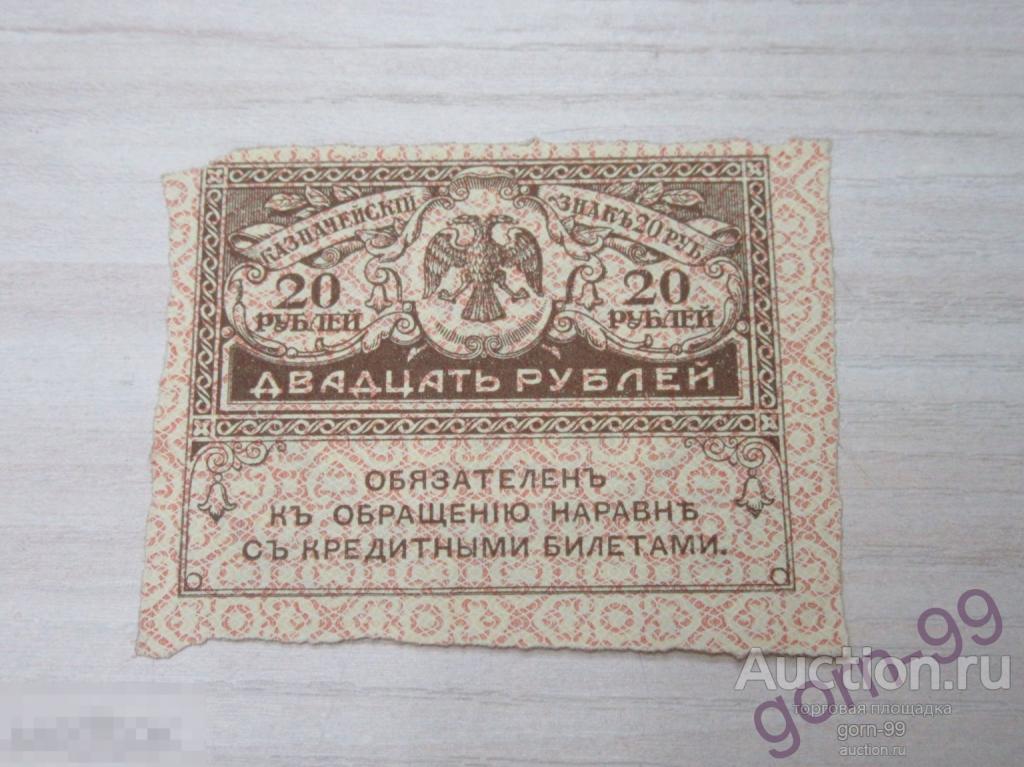 КАЗНАЧЕЙСКІЙ ЗНАКЪ 20 РУБ.
20 РУБЛЕЙ
20 РУБЛЕЙ
ДВАДЦАТЬ РУБЛЕЙ
ОБЯЗАТЕЛЕНЪ
КЪ ОБРАЩЕНІЮ НАРАВНѢ
СЪ КРЕДИТНЫМИ БИЛЕТАМИ.
gorn-99
Auction.ru
торговая площадка
gorn-99
auction.ru